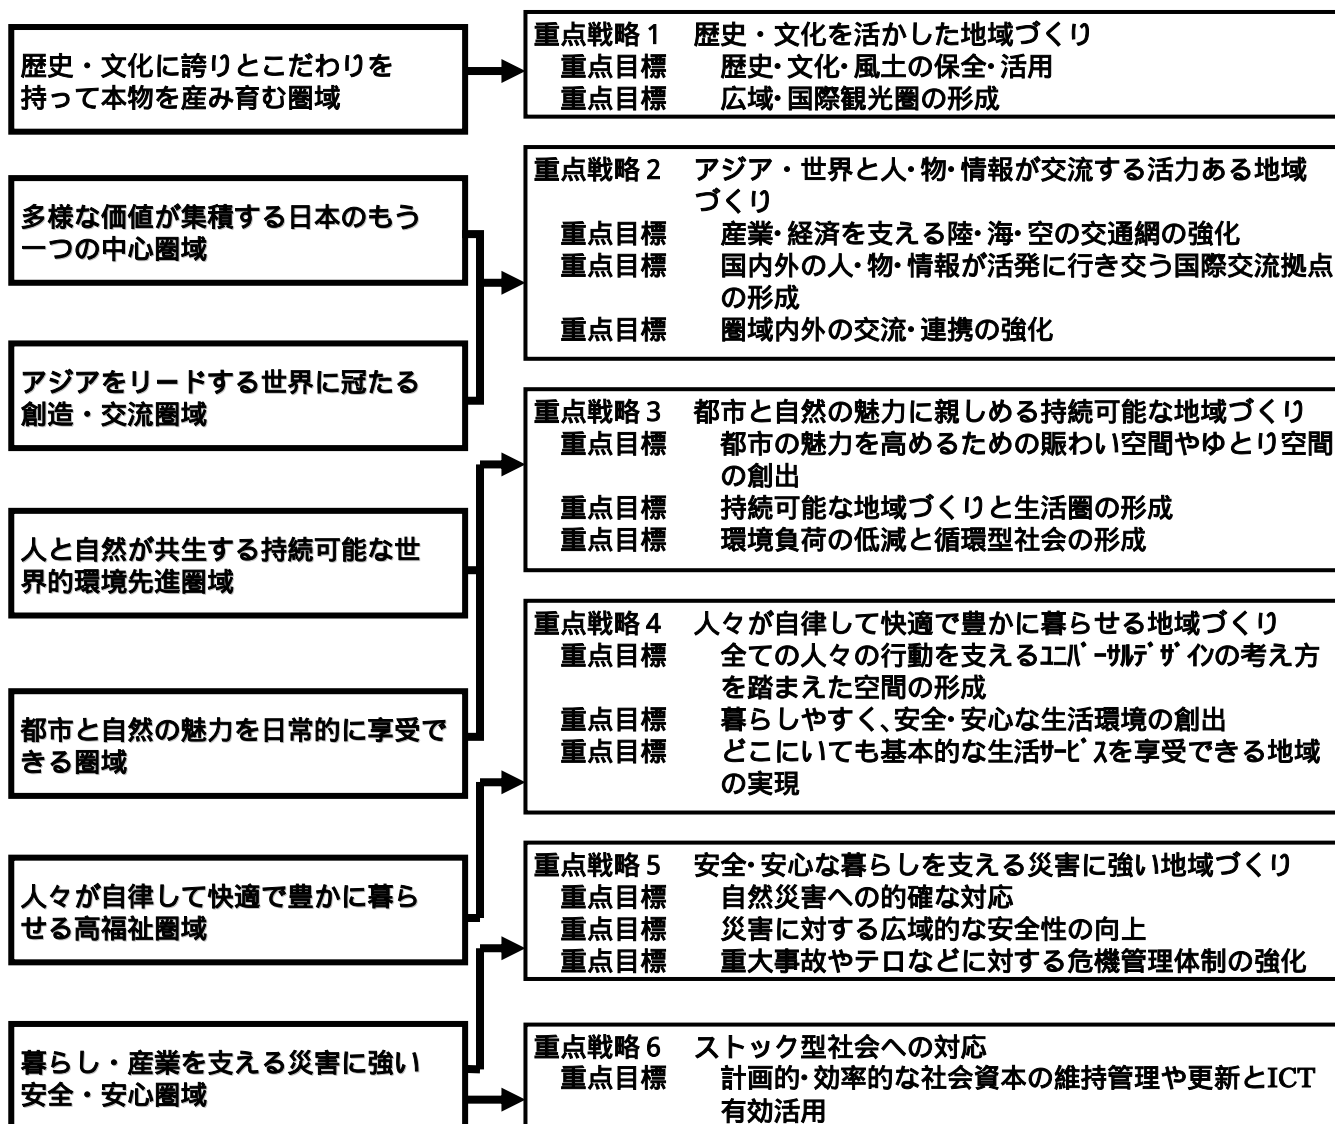 歴史・文化に誇りとこだわりを
持って本物を産み育む圏域
多様な価値が集積する日本のもう
一つの中心圏域
アジアをリードする世界に冠たる
創造・交流圏域
人と自然が共生する持続可能な世
界的環境先進圏域
都市と自然の魅力を日常的に享受で
きる圏域
人々が自律して快適で豊かに暮ら
せる高福祉圏域
暮らし・産業を支える災害に強い
安全・安心圏域
重点戦略1 歴史・文化を活かした地域づくり
重点目標 歴史・文化・風土の保全・活用
重点目標 広域・国際観光圏の形成
重点戦略2 アジア・世界と人・物・情報が交流する活力ある地域
づくり
重点目標 産業・経済を支える陸・海・空の交通網の強化
重点目標 国内外の人・物・情報が活発に行き交う国際交流拠点
の形成
重点目標 圏域内外の交流・連携の強化
重点戦略3 都市と自然の魅力に親しめる持続可能な地域づくり
重点目標 都市の魅力を高めるための賑わい空間やゆとり空間
の創出
重点目標 持続可能な地域づくりと生活圏の形成
重点目標 環境負荷の低減と循環型社会の形成
重点戦略4 人々が自律して快適で豊かに暮らせる地域づくり
重点目標 全ての人々の行動を支えるﾕﾆﾊﾞｰｻﾙﾃﾞｻﾞｲﾝの考え方
を踏まえた空間の形成
重点目標 暮らしやすく、安全・安心な生活環境の創出
重点目標 どこにいても基本的な生活ｻｰﾋﾞｽを享受できる地域
の実現
重点戦略5 安全・安心な暮らしを支える災害に強い地域づくり
重点目標 自然災害への的確な対応
重点目標 災害に対する広域的な安全性の向上
重点目標 重大事故やテロなどに対する危機管理体制の強化
重点戦略6 ストック型社会への対応
重点目標 計画的・効率的な社会資本の維持管理や更新とICT
有効活用